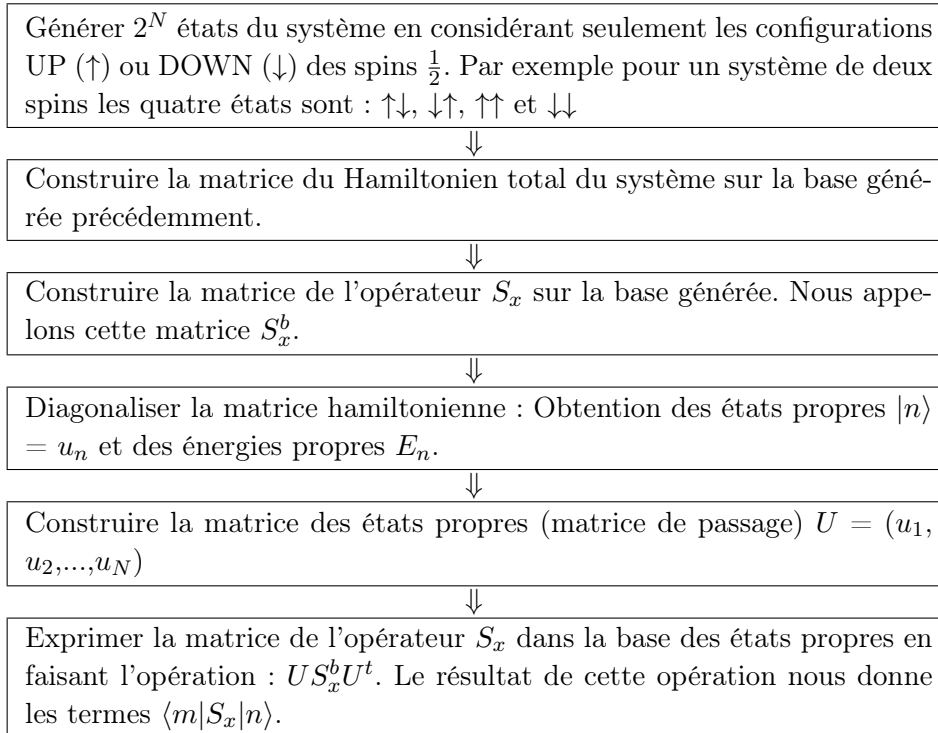 Générer 2^N états du système en considérant seulement les configurations
UP (↑) ou DOWN (↓) des spins 1/2. Par exemple pour un système de deux
spins les quatre états sont : ↑↓, ↓↑, ↑↑ et ↓↓
⇓
Construire la matrice du Hamiltonien total du système sur la base géné-
rée précédemment.
⇓
Construire la matrice de l'opérateur S_x sur la base générée. Nous appe-
lons cette matrice S_x^b.
⇓
Diagonaliser la matrice hamiltonienne : Obtention des états propres |n⟩
= u_n et des énergies propres E_n.
⇓
Construire la matrice des états propres (matrice de passage) U = (u_1,
u_2,...,u_N)
⇓
Exprimer la matrice de l'opérateur S_x dans la base des états propres en
faisant l'opération : US_x^bU^t. Le résultat de cette opération nous donne
les termes ⟨m|S_x|n⟩.